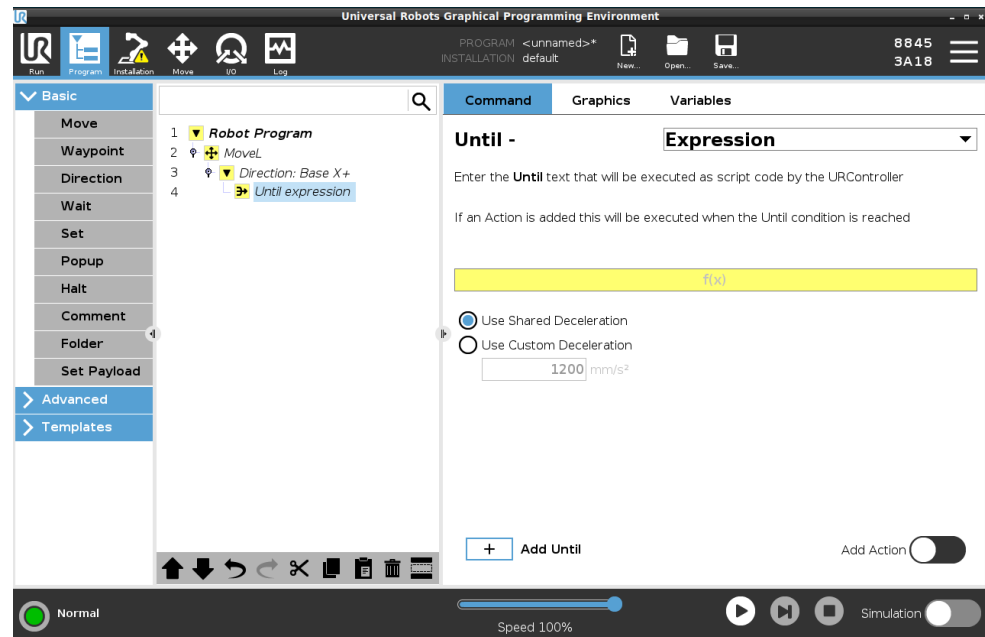 Universal Robots Graphical Programming Environment
UR
Run
Program
Installation
Move
I/O
Log
PROGRAM <unnamed>*
INSTALLATION default
New...
Open...
Save...
8845
3A18
Basic
Move
Waypoint
Direction
Wait
Set
Popup
Halt
Comment
Folder
Set Payload
Advanced
Templates
1 Robot Program
2 MoveL
3 Direction: Base X+
4 Until expression
Command Graphics Variables
Until - Expression
Enter the Until text that will be executed as script code by the URController
If an Action is added this will be executed when the Until condition is reached
f(x)
Use Shared Deceleration
Use Custom Deceleration
1200 mm/s²
+ Add Until
Add Action
Normal
Speed 100%
Simulation